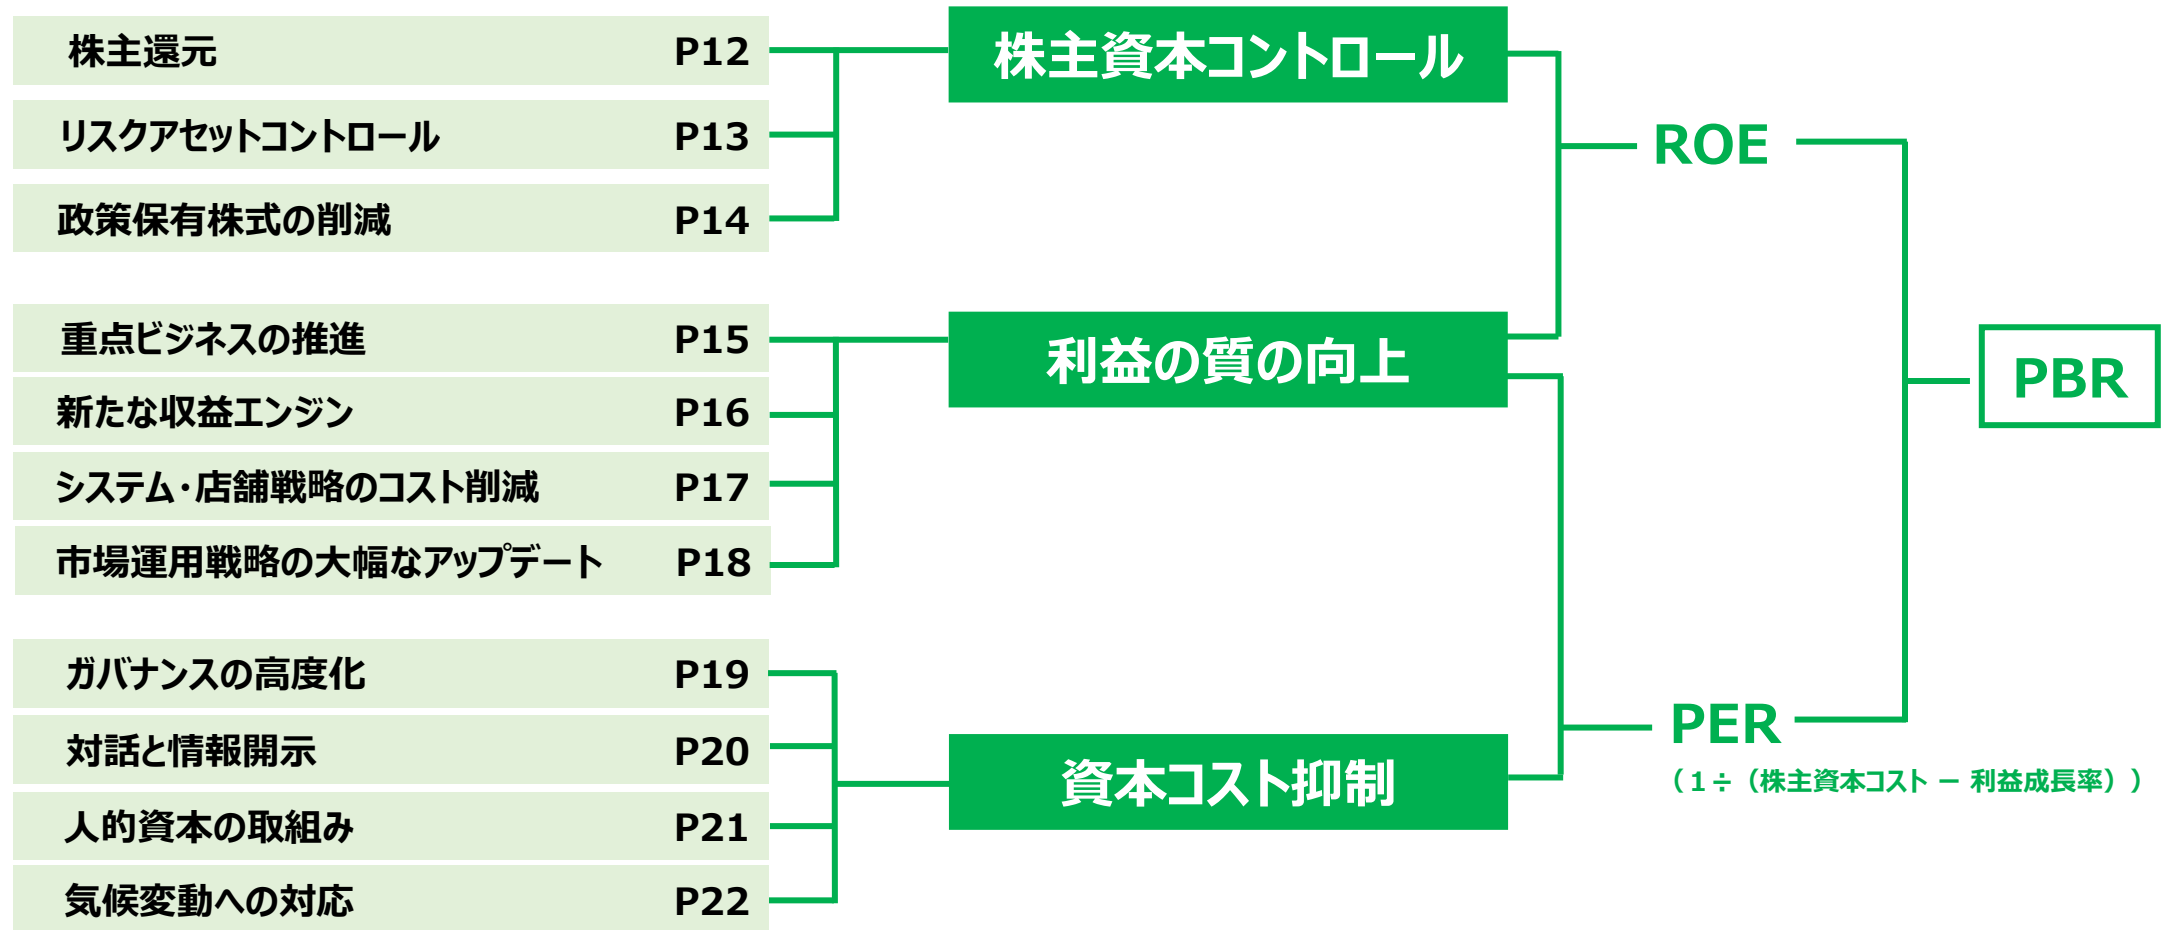 株主還元 P12
リスクアセットコントロール P13
政策保有株式の削減 P14
株主資本コントロール
重点ビジネスの推進 P15
新たな収益エンジン P16
システム・店舗戦略のコスト削減 P17
市場運用戦略の大幅なアップデート P18
利益の質の向上
ガバナンスの高度化 P19
対話と情報開示 P20
人的資本の取組み P21
気候変動への対応 P22
資本コスト抑制
ROE
PER
（1÷（株主資本コスト － 利益成長率））
PBR